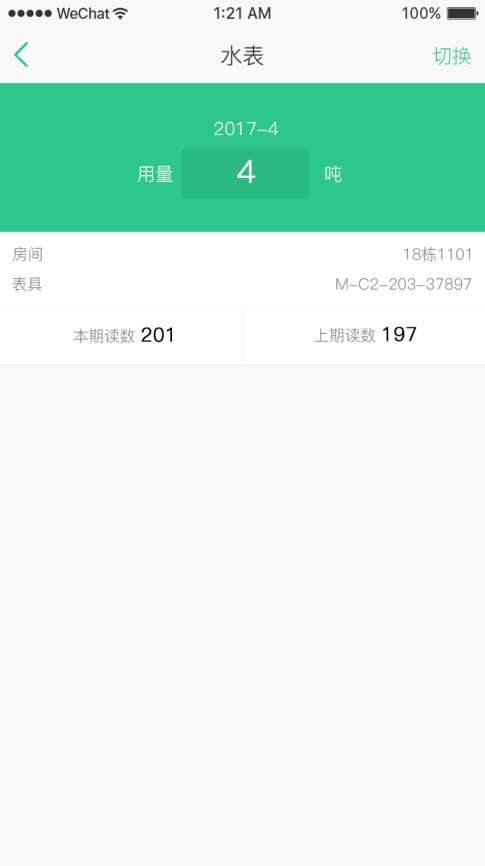 WeChat 1:21 AM 100%
水表 切换
2017-4
用量 4 吨
房间 18栋1101
表具 M-C2-203-37897
本期读数 201 上期读数 197